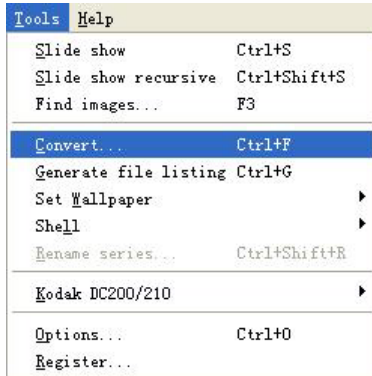 Tools Help
Slide show Ctrl+S
Slide show recursive Ctrl+Shift+S
Find images... F3
Convert... Ctrl+F
Generate file listing Ctrl+G
Set Wallpaper
Shell
Rename series... Ctrl+Shift+R
Kodak DC200/210
Options... Ctrl+O
Register...